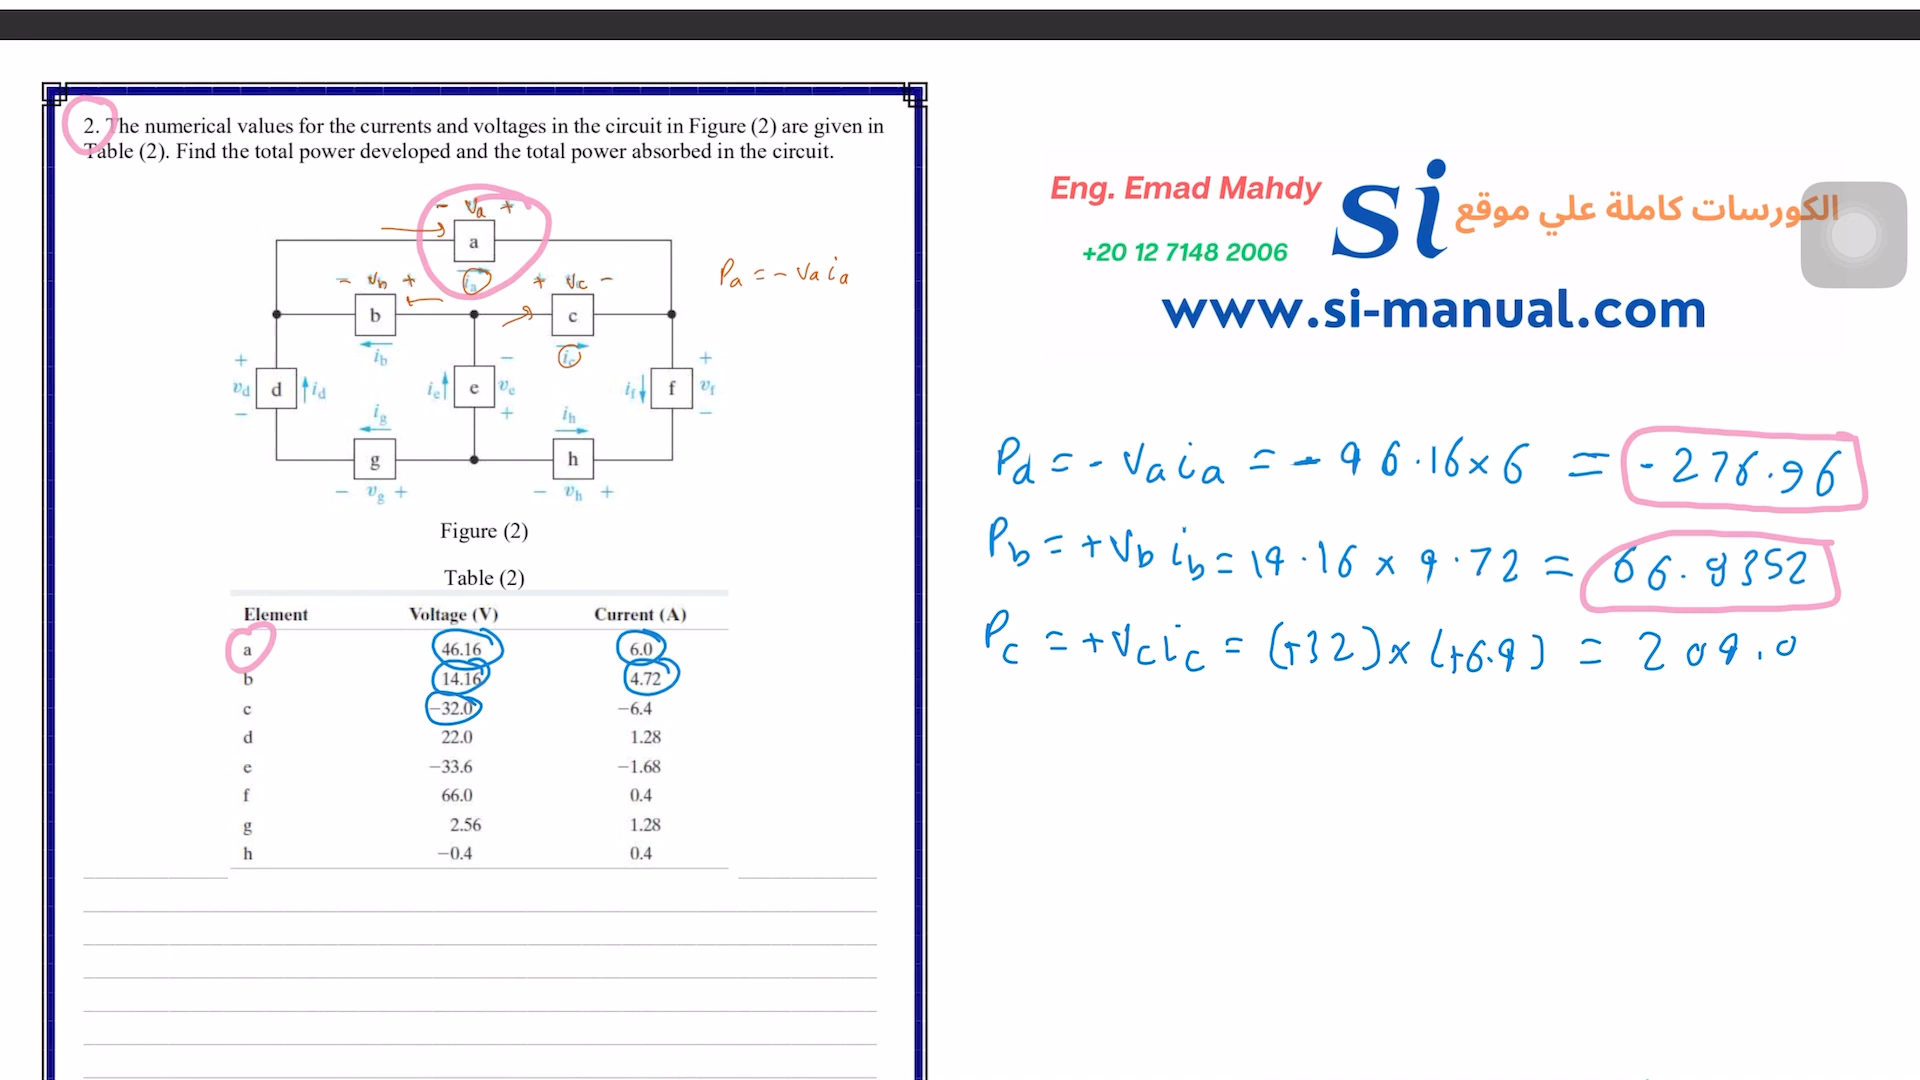 2. The numerical values for the currents and voltages in the circuit in Figure (2) are given in
Table (2). Find the total power developed and the total power absorbed in the circuit.
- Va +
a
ia
Pa = - Va ia
- Vb +
+ Vc -
b
c
ib
ic
+
vd
-
d
id
ie
e
-
ve
+
if
f
+
vf
-
ig
g
- vg +
ih
h
- vh +
Figure (2)
Table (2)
Element Voltage (V) Current (A)
a 46.16 6.0
b 14.16 4.72
c −32.0 −6.4
d 22.0 1.28
e −33.6 −1.68
f 66.0 0.4
g 2.56 1.28
h −0.4 0.4
Eng. Emad Mahdy
+20 12 7148 2006
si
الكورسات كاملة علي موقع
www.si-manual.com
Pd = - Va ia = - 46.16 x 6 = - 276.96
Pb = + Vb ib = 14.16 x 4.72 = 66.8352
Pc = + Vc ic = (+32) x (+6.4) = 204.0